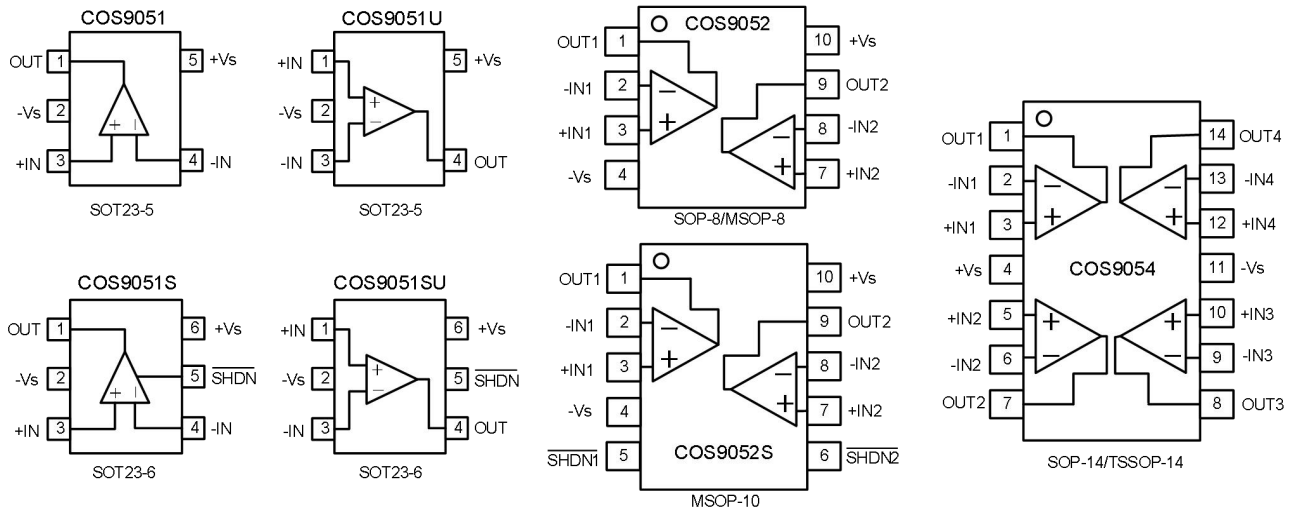 COS9051
OUT 1
5 +Vs
-Vs 2
+ –
+IN 3
4 -IN
SOT23-5
COS9051U
+IN 1
5 +Vs
-Vs 2
+
–
-IN 3
4 OUT
SOT23-5
COS9052
OUT1 1
10 +Vs
-IN1 2
–
9 OUT2
+IN1 3
+
–
8 -IN2
-Vs 4
+
7 +IN2
SOP-8/MSOP-8
COS9051S
OUT 1
6 +Vs
-Vs 2
5 SHDN
+ –
+IN 3
4 -IN
SOT23-6
COS9051SU
+IN 1
6 +Vs
-Vs 2
+
–
5 SHDN
-IN 3
4 OUT
SOT23-6
OUT1 1
10 +Vs
-IN1 2
–
9 OUT2
+IN1 3
+
–
8 -IN2
-Vs 4
+
7 +IN2
COS9052S
SHDN1 5
6 SHDN2
MSOP-10
OUT1 1
14 OUT4
-IN1 2
–
–
13 -IN4
+IN1 3
+
+
12 +IN4
+Vs 4
COS9054
11 -Vs
+IN2 5
+
+
10 +IN3
-IN2 6
–
–
9 -IN3
OUT2 7
8 OUT3
SOP-14/TSSOP-14